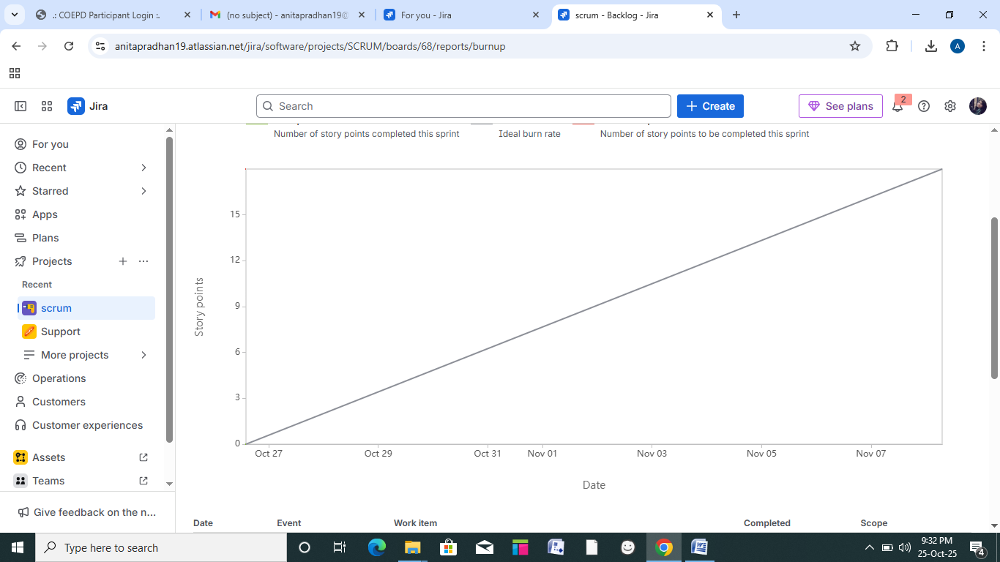 .: COEPD Participant Login :.
(no subject) - anitapradhan19@
For you - Jira
scrum - Backlog - Jira
anitapradhan19.atlassian.net/jira/software/projects/SCRUM/boards/68/reports/burnup
A
Jira
Search
+ Create
See plans
2
For you
Recent
Starred
Apps
Plans
Projects
Recent
scrum
Support
More projects
Operations
Customers
Customer experiences
Assets
Teams
Give feedback on the n...
Number of story points completed this sprint
Ideal burn rate
Number of story points to be completed this sprint
Story points
15
12
9
6
3
0
Oct 27
Oct 29
Oct 31
Nov 01
Nov 03
Nov 05
Nov 07
Date
Date Event Work item Completed Scope
Type here to search
9:32 PM
25-Oct-25
4